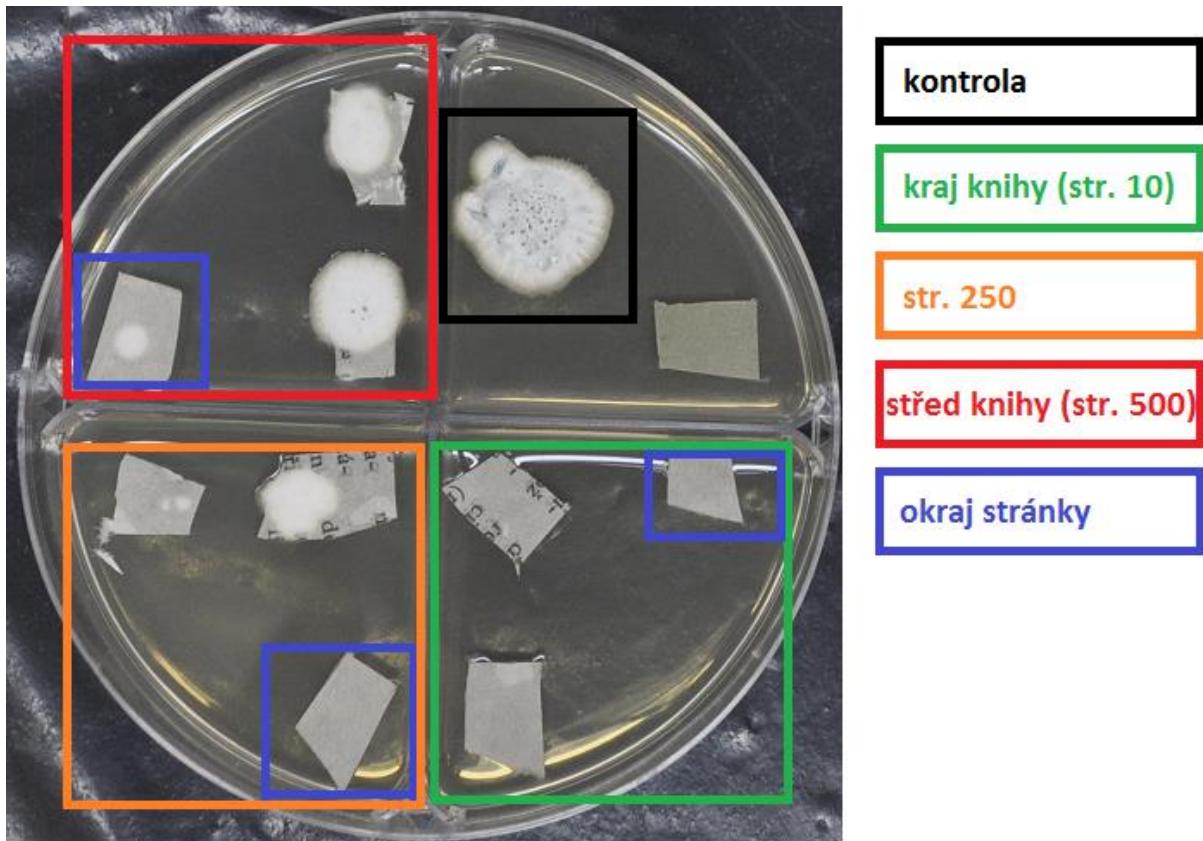 kontrola
kraj knihy (str. 10)
str. 250
střed knihy (str. 500)
okraj stránky